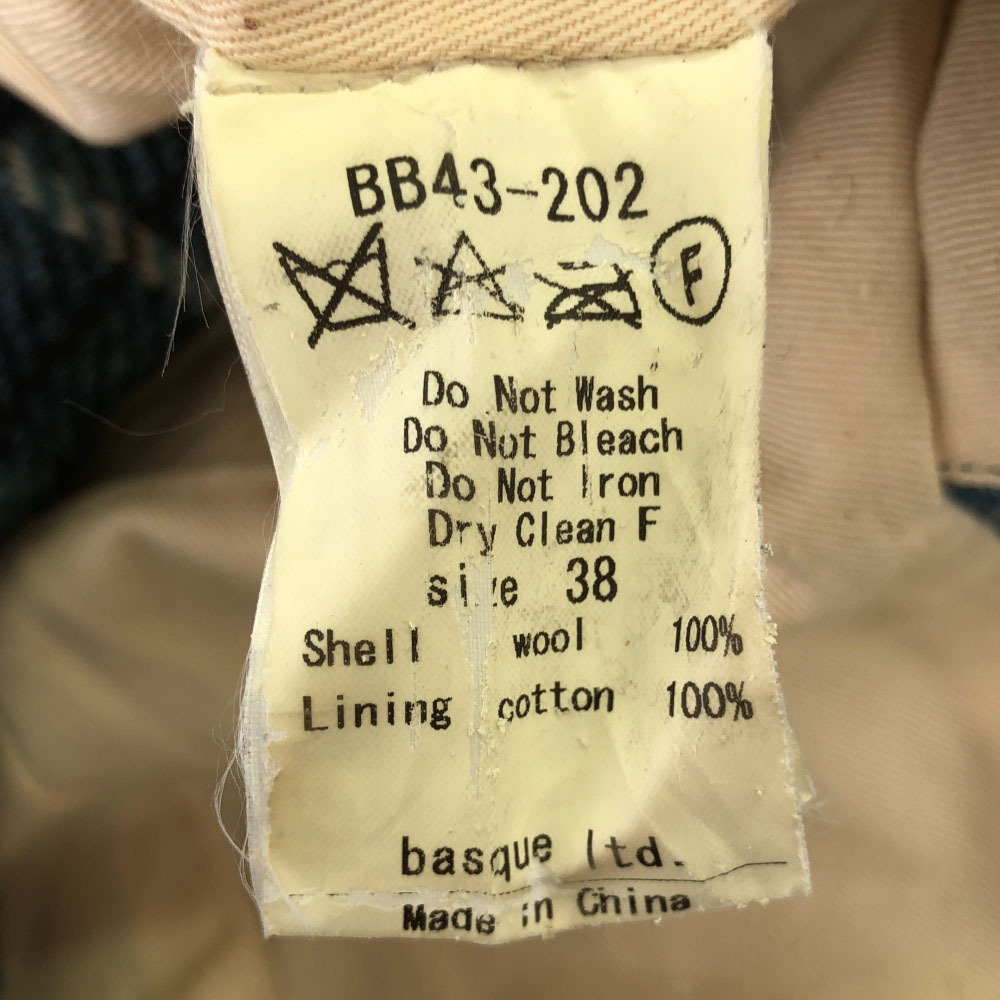 BB43-202
F
Do Not Wash
Do Not Bleach
Do Not Iron
Dry Clean F
size 38
Shell wool 100%
Lining cotton 100%
basque ltd.
Made in China